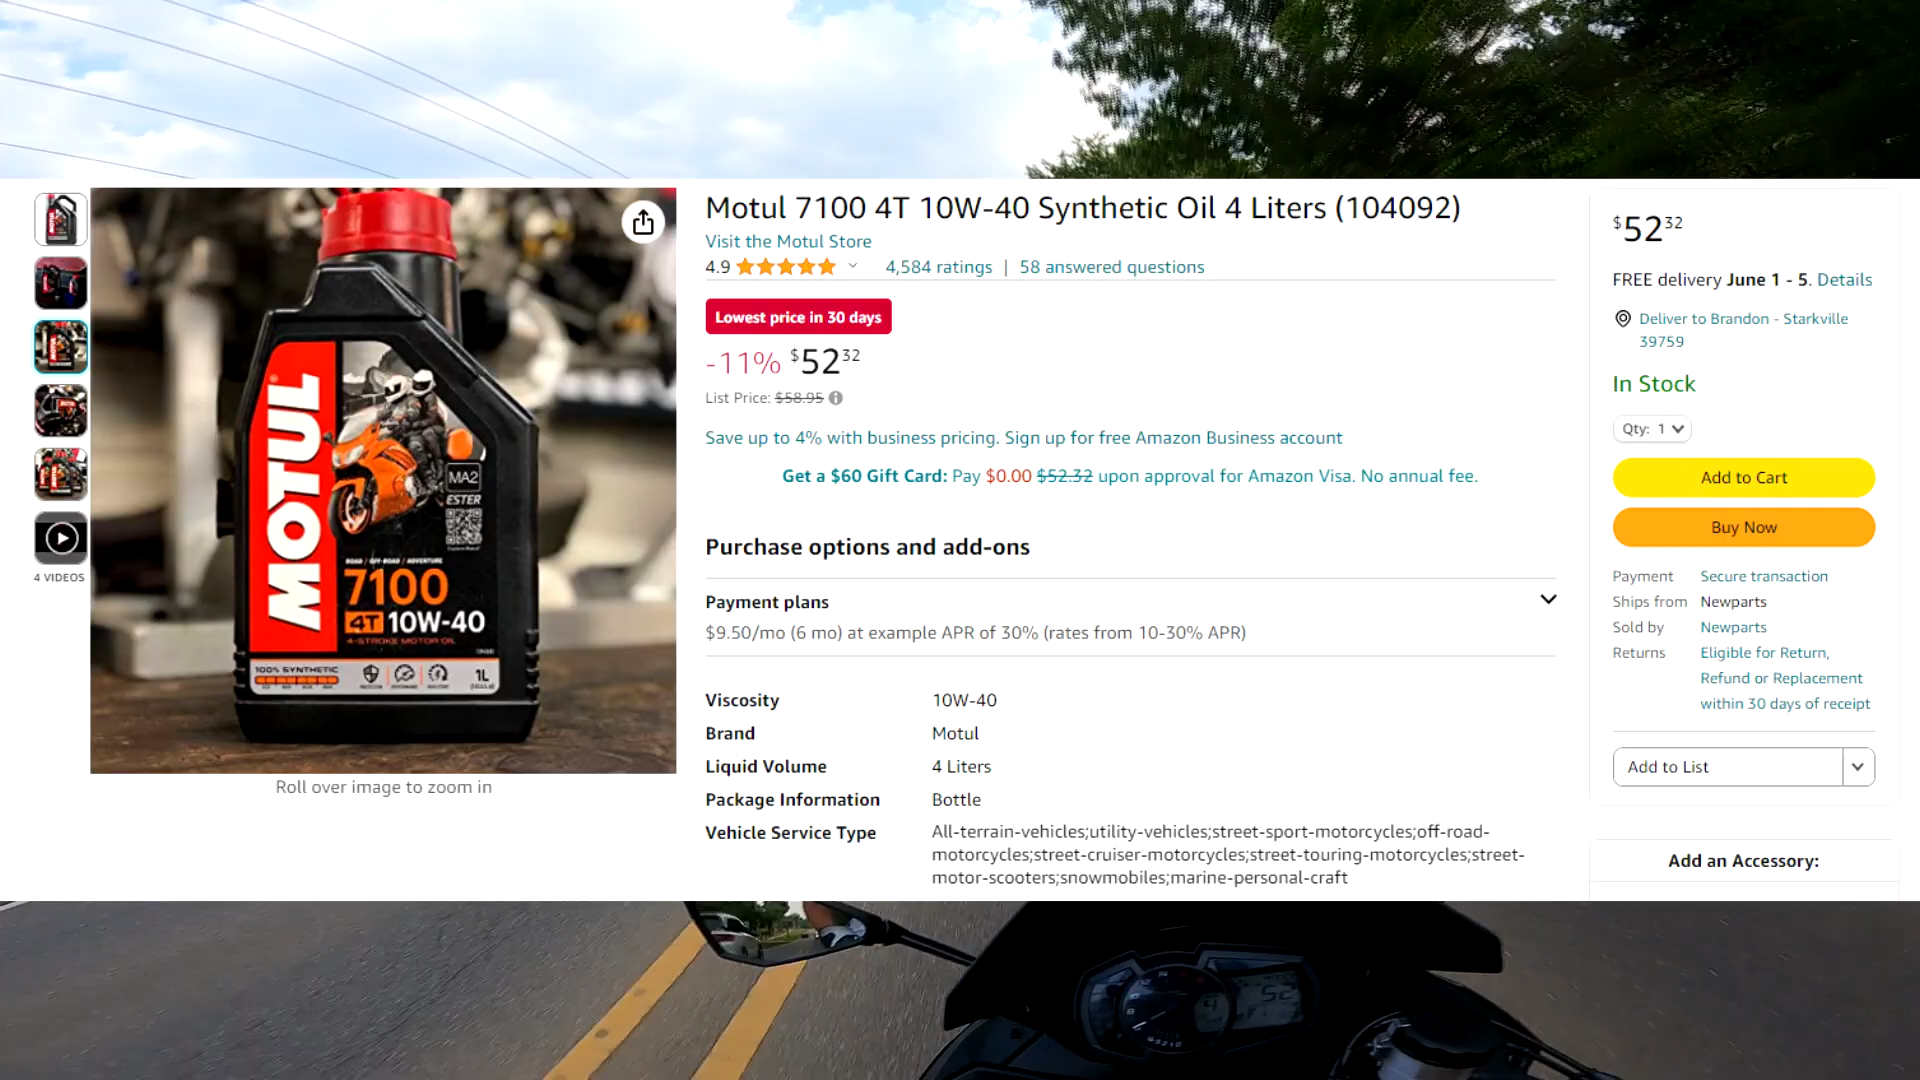 Motul 7100 4T 10W-40 Synthetic Oil 4 Liters (104092)
Visit the Motul Store
4.9 4,584 ratings | 58 answered questions
Lowest price in 30 days
-11% $52 32
List Price: $58.95
Save up to 4% with business pricing. Sign up for free Amazon Business account
Get a $60 Gift Card: Pay $0.00 $52.32 upon approval for Amazon Visa. No annual fee.
Purchase options and add-ons
Payment plans
$9.50/mo (6 mo) at example APR of 30% (rates from 10-30% APR)
Viscosity 10W-40
Brand Motul
Liquid Volume 4 Liters
Package Information Bottle
Vehicle Service Type All-terrain-vehicles;utility-vehicles;street-sport-motorcycles;off-road-
motorcycles;street-cruiser-motorcycles;street-touring-motorcycles;street-
motor-scooters;snowmobiles;marine-personal-craft
MOTUL
MA2
ESTER
ROAD / OFF-ROAD / ADVENTURE
7100
4T 10W-40
4-STROKE MOTOR OIL
100% SYNTHETIC
1L
4 VIDEOS
Roll over image to zoom in
$52 32
FREE delivery June 1 - 5. Details
Deliver to Brandon - Starkville
39759
In Stock
Qty: 1
Add to Cart
Buy Now
Payment Secure transaction
Ships from Newparts
Sold by Newparts
Returns Eligible for Return,
Refund or Replacement
within 30 days of receipt
Add to List
Add an Accessory:
4
52